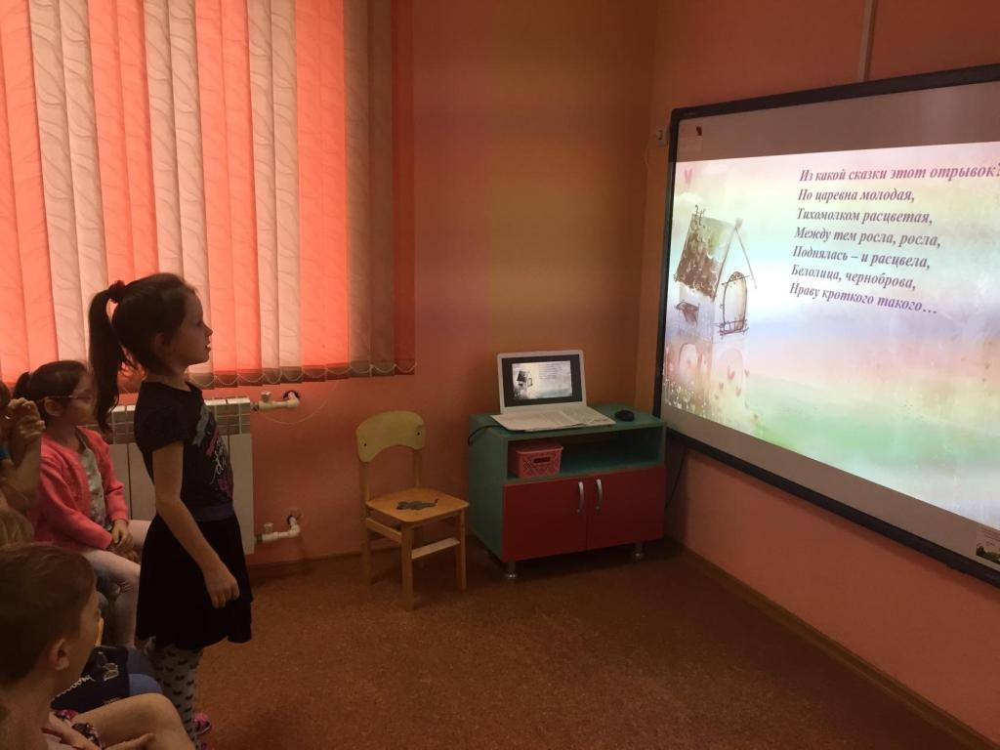 Из какой сказки этот отрывок?
Но царевна молодая,
Тихомолком расцветая,
Между тем росла, росла,
Поднялась – и расцвела,
Белолица, черноброва,
Нраву кроткого такого…